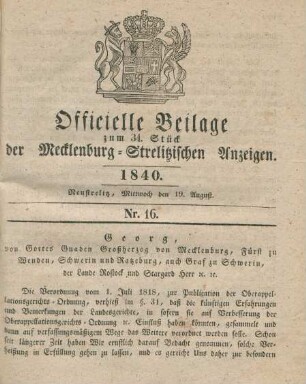 Officielle Beilage
zum 34. Stück
der Mecklenburg-Strelitzischen Anzeigen.
1840.
Neustrelitz, Mittwoch den 19. August.
Nr. 16.
Georg,
von Gottes Gnaden Großherzog von Mecklenburg, Fürst zu
Wenden, Schwerin und Ratzeburg, auch Graf zu Schwerin,
der Lande Rostock und Stargard Herr ꝛc. ꝛc.
Die Verordnung vom 1. Juli 1818, zur Publication der Oberappel-
lationsgerichts-Ordnung, verhieß im §. 31, daß die künftigen Erfahrungen
und Bemerkungen der Landesgerichte, in sofern sie auf Verbesserung der
Oberappellationsgerichts-Ordnung ꝛc. Einfluß haben könnten, gesammelt und
dann auf verfassungsmäßigem Wege das Weitere verordnet werden solle. Schon
seit längerer Zeit haben Wir darauf Bedacht genommen, solche Ver-
heißung in Erfüllung gehen zu lassen, und es gereicht Uns daher zur besondern